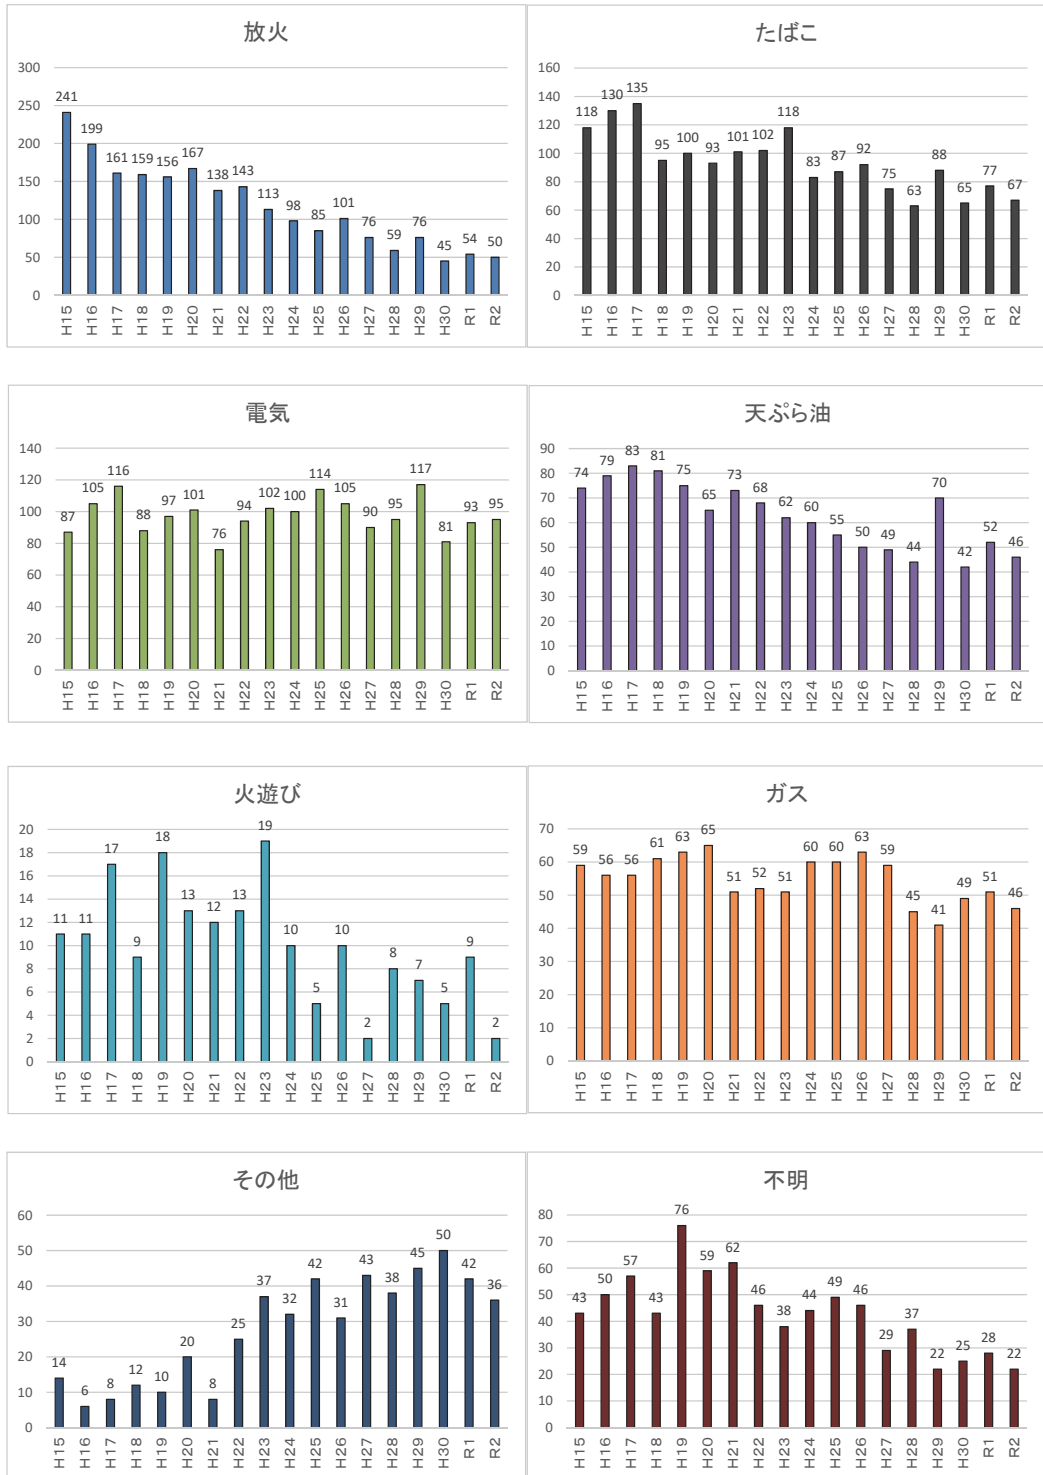 放火
300
250
200
150
100
50
0
241
199
161
159
156
167
138
143
113
98
85
101
76
59
76
45
54
50
H15
H16
H17
H18
H19
H20
H21
H22
H23
H24
H25
H26
H27
H28
H29
H30
R1
R2
たばこ
160
140
120
100
80
60
40
20
0
118
130
135
95
100
93
101
102
118
83
87
92
75
63
88
65
77
67
H15
H16
H17
H18
H19
H20
H21
H22
H23
H24
H25
H26
H27
H28
H29
H30
R1
R2
電気
140
120
100
80
60
40
20
0
87
105
116
88
97
101
76
94
102
100
114
105
90
95
117
81
93
95
H15
H16
H17
H18
H19
H20
H21
H22
H23
H24
H25
H26
H27
H28
H29
H30
R1
R2
天ぷら油
90
80
70
60
50
40
30
20
10
0
74
79
83
81
75
65
73
68
62
60
55
50
49
44
70
42
52
46
H15
H16
H17
H18
H19
H20
H21
H22
H23
H24
H25
H26
H27
H28
H29
H30
R1
R2
火遊び
20
18
16
14
12
10
8
6
4
2
0
11
11
17
9
18
13
12
13
19
10
5
10
2
8
7
5
9
2
H15
H16
H17
H18
H19
H20
H21
H22
H23
H24
H25
H26
H27
H28
H29
H30
R1
R2
ガス
70
60
50
40
30
20
10
0
59
56
56
61
63
65
51
52
51
60
60
63
59
45
41
49
51
46
H15
H16
H17
H18
H19
H20
H21
H22
H23
H24
H25
H26
H27
H28
H29
H30
R1
R2
その他
60
50
40
30
20
10
0
14
6
8
12
10
20
8
25
37
32
42
31
43
38
45
50
42
36
H15
H16
H17
H18
H19
H20
H21
H22
H23
H24
H25
H26
H27
H28
H29
H30
R1
R2
不明
80
70
60
50
40
30
20
10
0
43
50
57
43
76
59
62
46
38
44
49
46
29
37
22
25
28
22
H15
H16
H17
H18
H19
H20
H21
H22
H23
H24
H25
H26
H27
H28
H29
H30
R1
R2